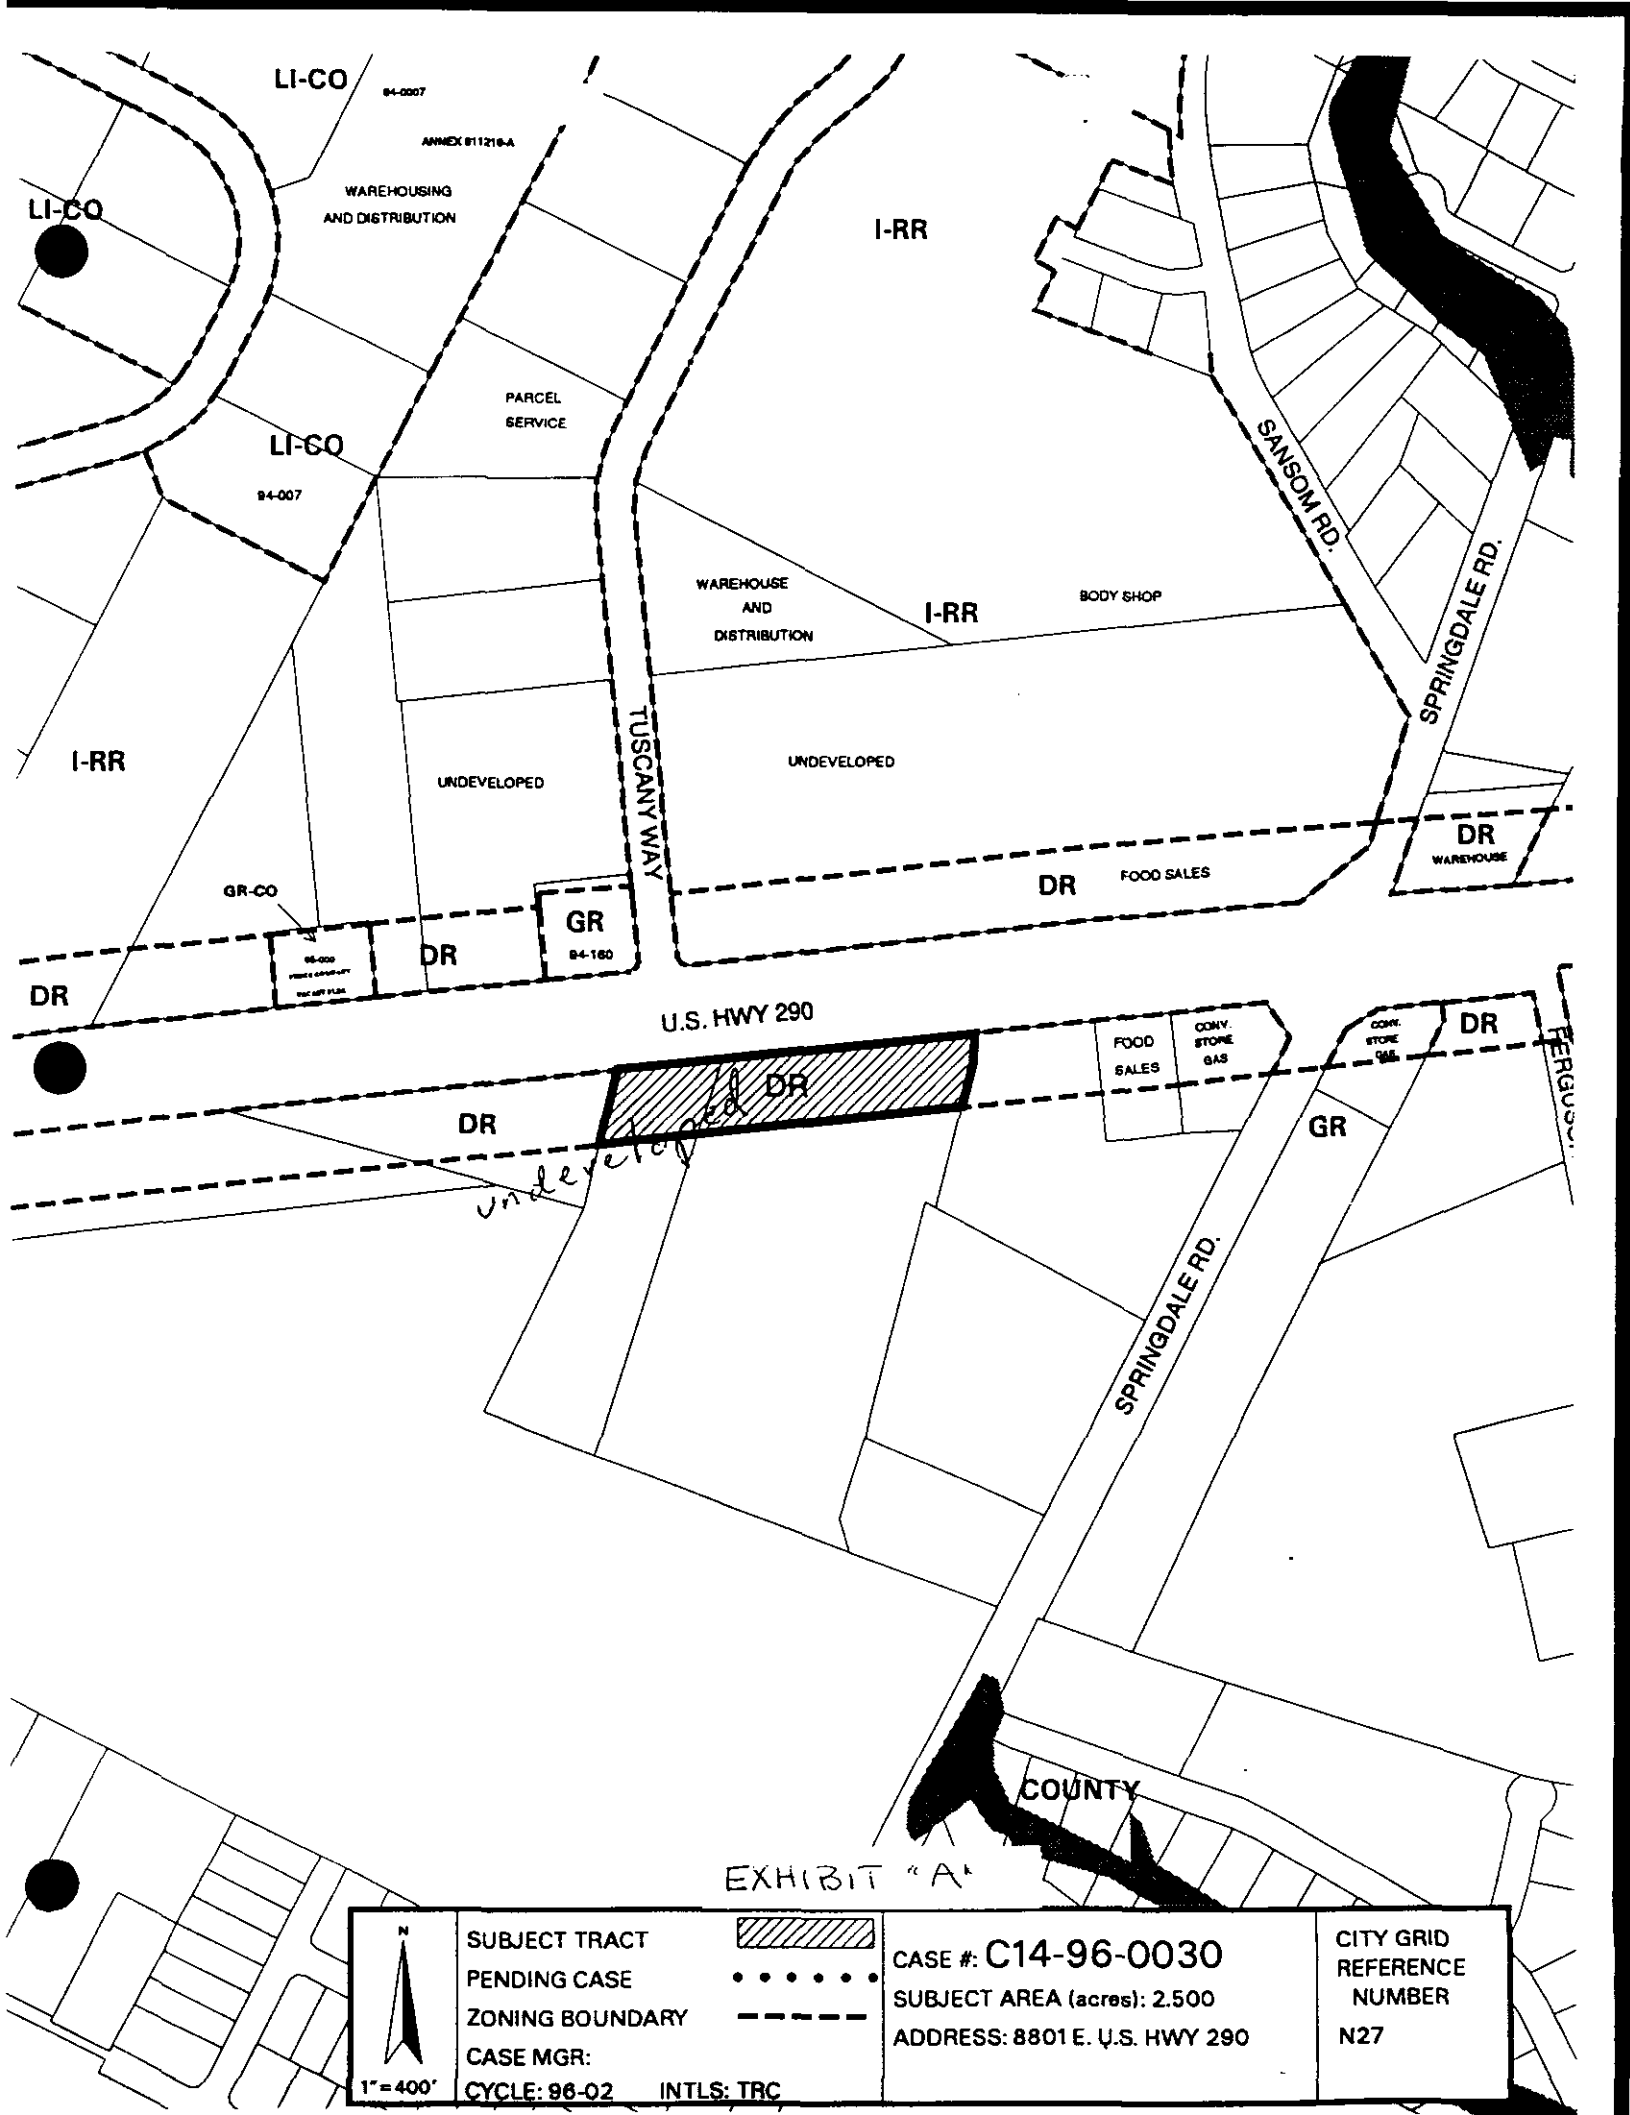 LI-CO
94-0007
ANNEX 811218-A
WAREHOUSING
AND DISTRIBUTION
LI-CO
I-RR
PARCEL
SERVICE
LI-CO
94-007
SANSOM RD.
SPRINGDALE RD.
WAREHOUSE
AND
DISTRIBUTION
I-RR
BODY SHOP
I-RR
UNDEVELOPED
TUSCANY WAY
UNDEVELOPED
DR
WAREHOUSE
GR-CO
DR
FOOD SALES
GR
94-160
DR
DR
U.S. HWY 290
FOOD
SALES
CONV.
STORE
GAS
CONV.
STORE
GAS
DR
FERGUSO
DR
DR
undeveloped
GR
SPRINGDALE RD.
COUNTY
EXHIBIT "A"
N
1"=400'
SUBJECT TRACT
PENDING CASE
ZONING BOUNDARY
CASE MGR:
CYCLE: 96-02 INTLS: TRC
CASE #: C14-96-0030
SUBJECT AREA (acres): 2.500
ADDRESS: 8801 E. U.S. HWY 290
CITY GRID
REFERENCE
NUMBER
N27